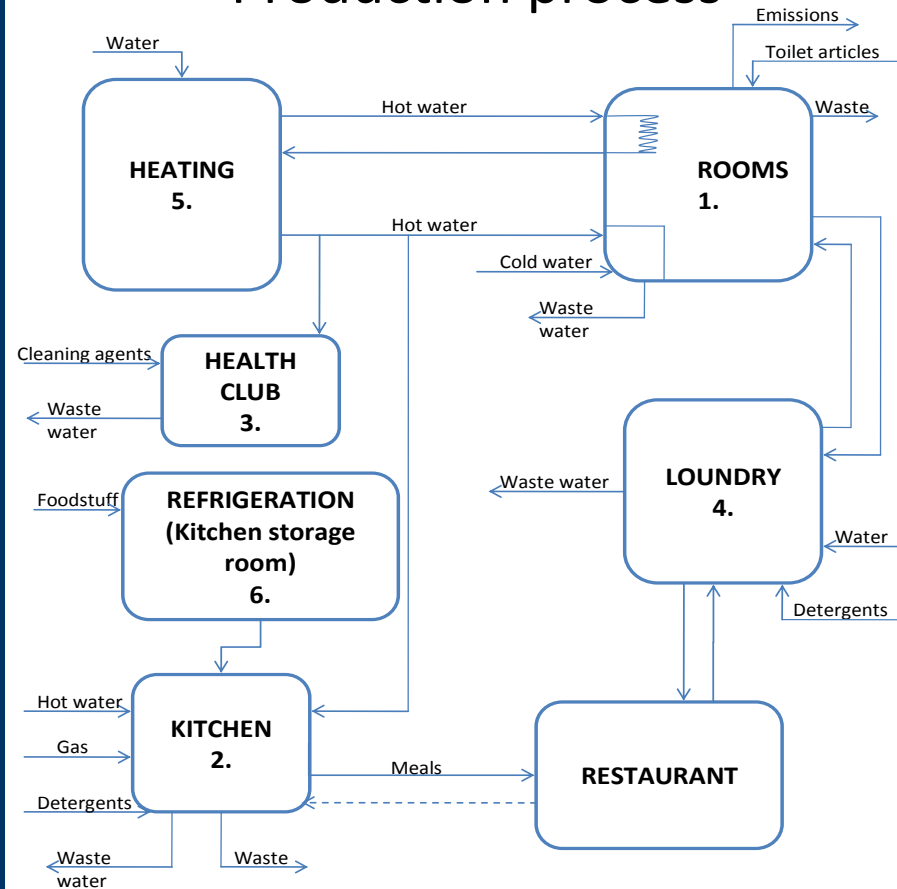 Production process
Emissions
Water
Toilet articles
Hot water
Waste
HEATING
5.
ROOMS
1.
Hot water
Cold water
Waste
water
Cleaning agents
HEALTH
CLUB
3.
Waste
water
Foodstuff
REFRIGERATION
(Kitchen storage
room)
6.
Waste water
LOUNDRY
4.
Water
Detergents
Hot water
KITCHEN
2.
Gas
Meals
RESTAURANT
Detergents
Waste
water
Waste